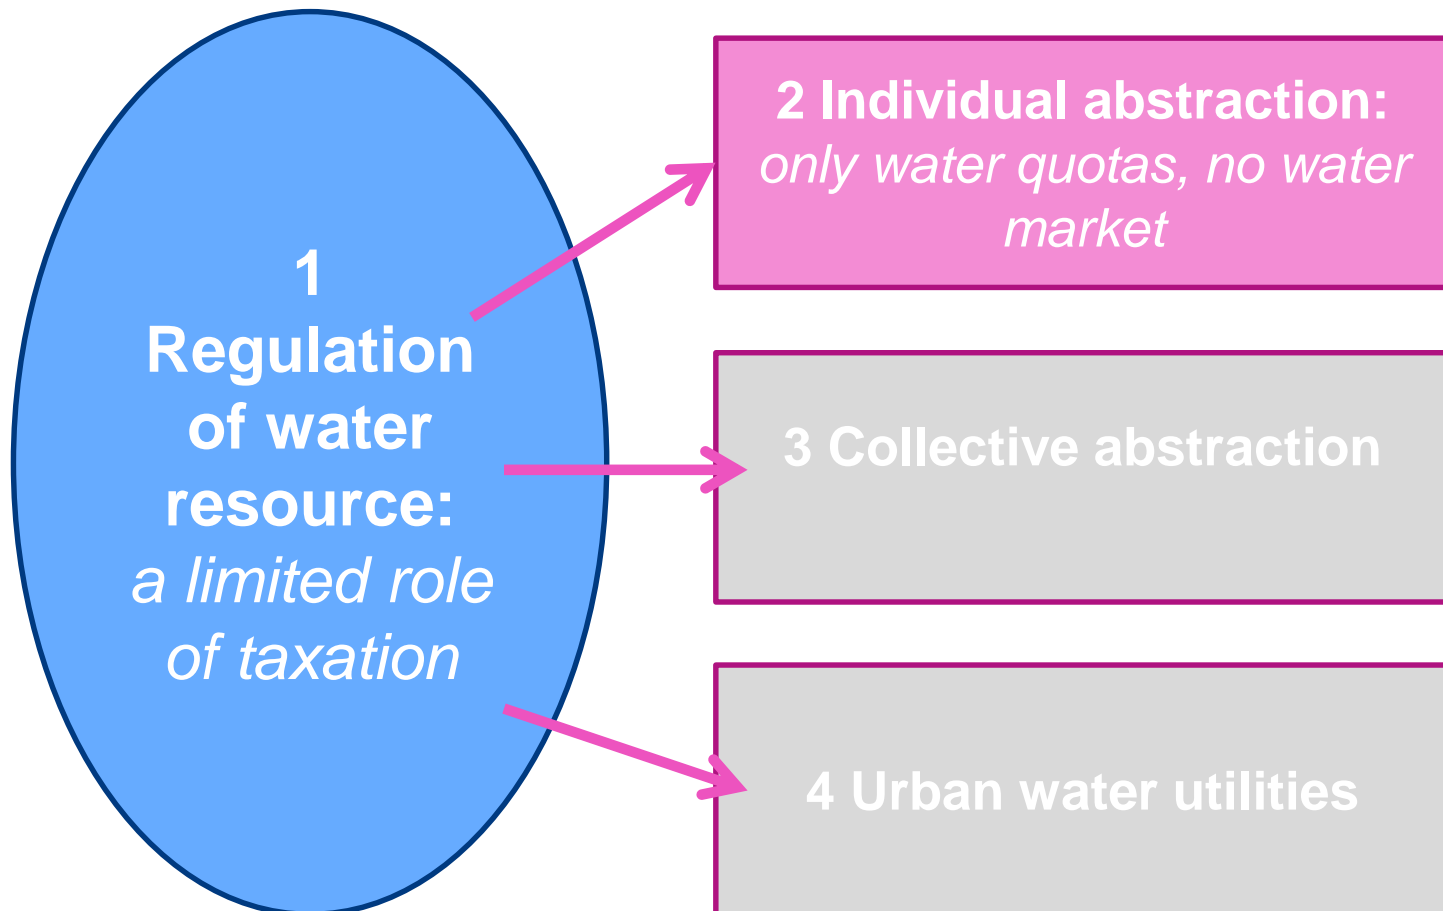 1
Regulation
of water
resource:
a limited role
of taxation
2 Individual abstraction:
only water quotas, no water
market
3 Collective abstraction
4 Urban water utilities